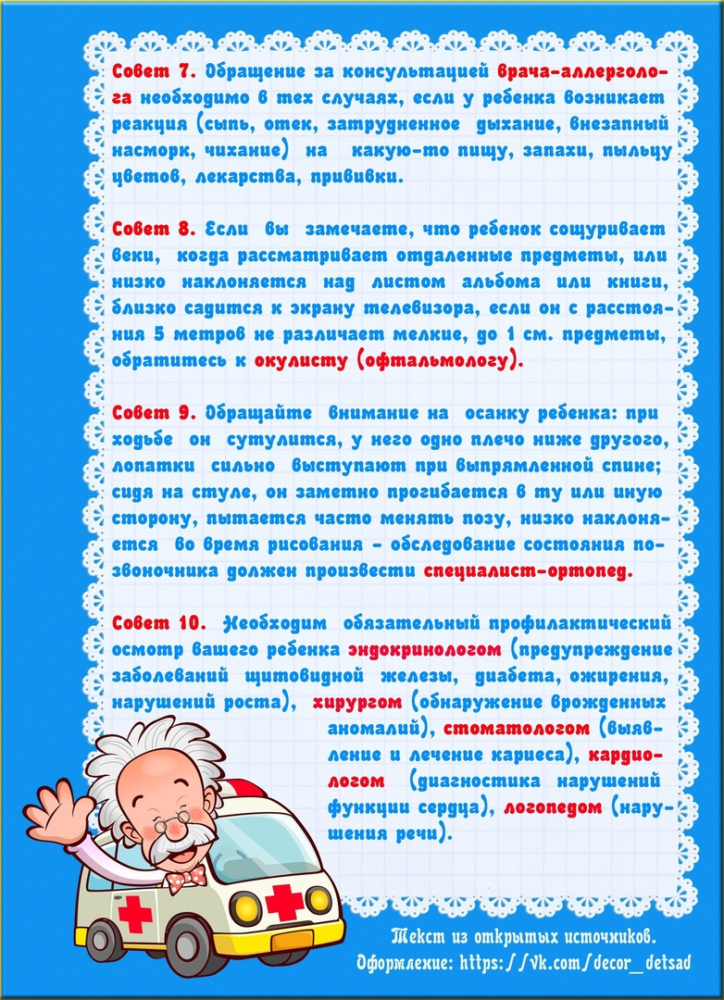 Совет 7. Обращение за консультацией врача-аллерголо-
га необходимо в тех случаях, если у ребенка возникает
реакция (сыпь, отек, затрудненное дыхание, внезапный
насморк, чихание) на какую-то пищу, запахи, пыльцу
цветов, лекарства, прививки.
Совет 8. Если вы замечаете, что ребенок сощуривает
веки, когда рассматривает отдаленные предметы, или
низко наклоняется над листом альбома или книги,
близко садится к экрану телевизора, если он с расстоя-
ния 5 метров не различает мелкие, до 1 см. предметы,
обратитесь к окулисту (офтальмологу).
Совет 9. Обращайте внимание на осанку ребенка: при
ходьбе он сутулится, у него одно плечо ниже другого,
лопатки сильно выступают при выпрямленной спине;
сидя на стуле, он заметно прогибается в ту или иную
сторону, пытается часто менять позу, низко наклоня-
ется во время рисования - обследование состояния по-
звоночника должен произвести специалист-ортопед.
Совет 10. Необходим обязательный профилактический
осмотр вашего ребенка эндокринологом (предупреждение
заболеваний щитовидной железы, диабета, ожирения,
нарушений роста), хирургом (обнаружение врожденных
аномалий), стоматологом (выяв-
ление и лечение кариеса), кардио-
логом (диагностика нарушений
функции сердца), логопедом (нару-
шения речи).
Текст из открытых источников.
Оформление: https://vk.com/decor_detsad